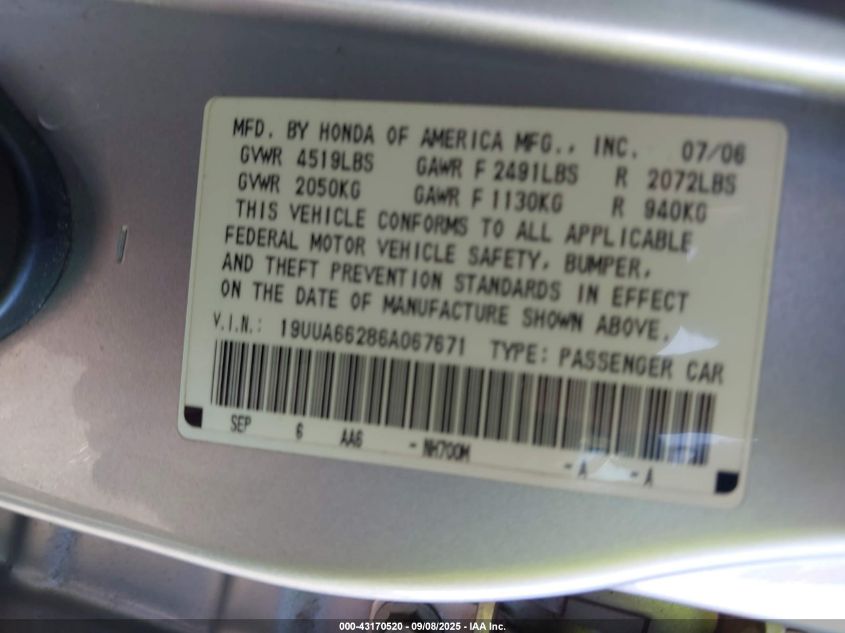 MFD. BY HONDA OF AMERICA MFG., INC. 07/06
GVWR 4519LBS GAWR F 2491LBS R 2072LBS
GVWR 2050KG GAWR F 1130KG R 940KG
THIS VEHICLE CONFORMS TO ALL APPLICABLE
FEDERAL MOTOR VEHICLE SAFETY, BUMPER,
AND THEFT PREVENTION STANDARDS IN EFFECT
ON THE DATE OF MANUFACTURE SHOWN ABOVE.
V.I.N.: 19UUA66286A067671 TYPE: PASSENGER CAR
SEP 6 AA6 - NH700M - A - A
000-43170520 - 09/08/2025 - IAA, Inc.